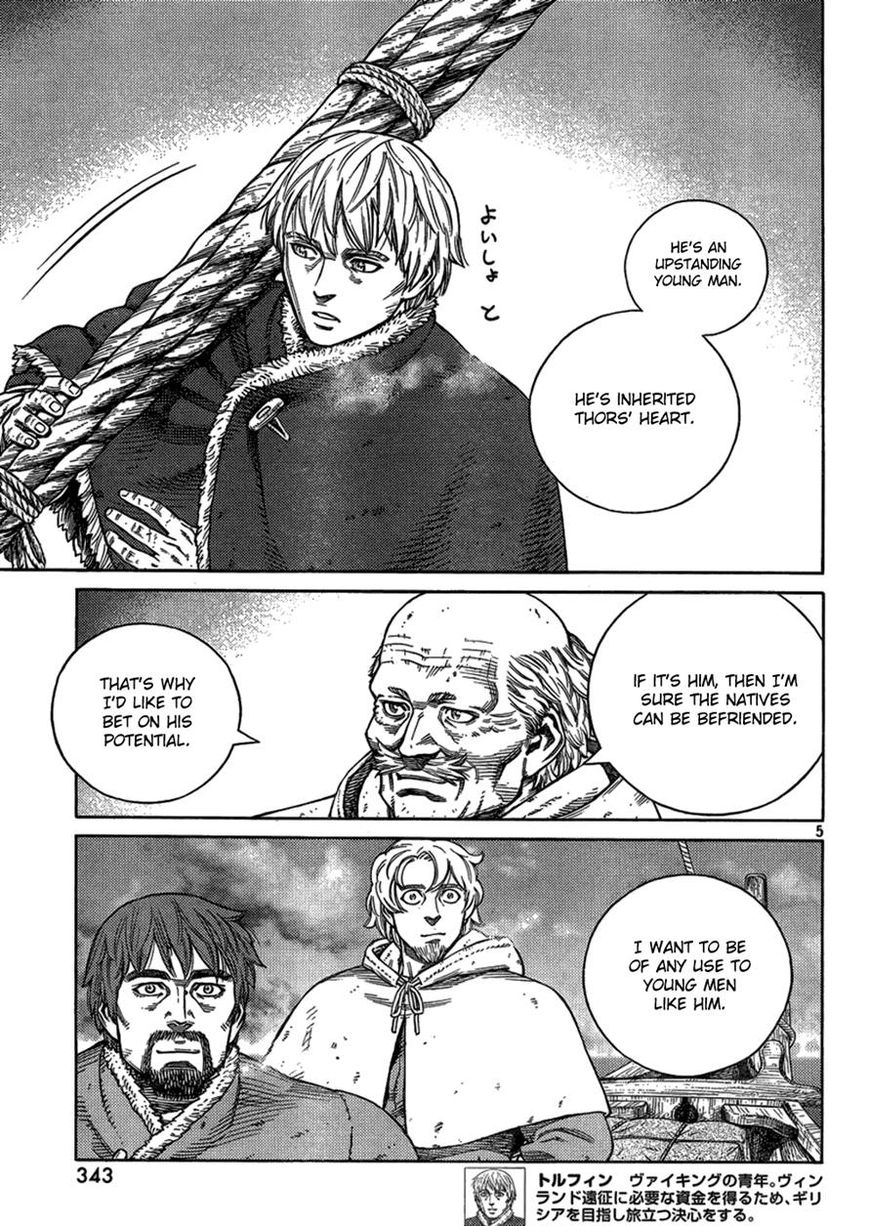 HE'S AN
UPSTANDING
YOUNG MAN.
HE'S INHERITED
THORS' HEART.
よいしょ
と
IF IT'S HIM, THEN I'M
SURE THE NATIVES
CAN BE BEFRIENDED.
THAT'S WHY
I'D LIKE TO
BET ON HIS
POTENTIAL.
5
I WANT TO BE
OF ANY USE TO
YOUNG MEN
LIKE HIM.
343
トルフィン　ヴァイキングの青年。ヴィン
ランド遠征に必要な資金を得るため、ギリ
シアを目指し旅立つ決心をする。